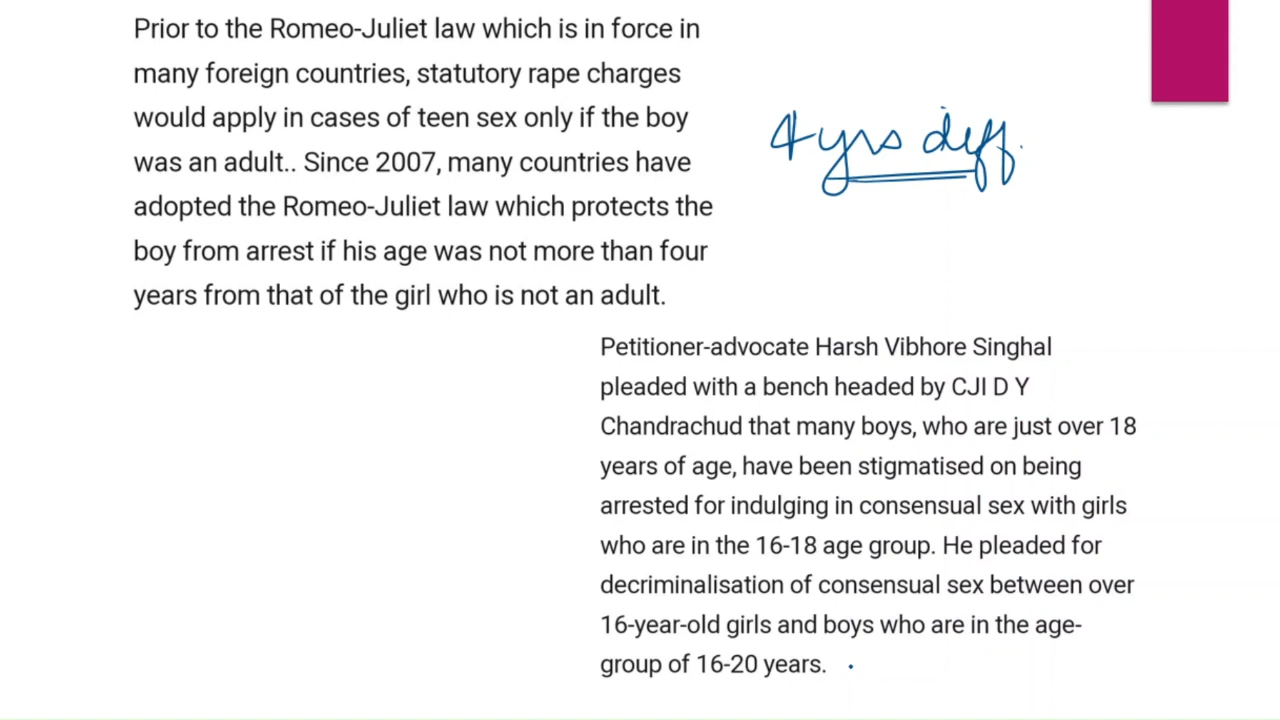 Prior to the Romeo-Juliet law which is in force in
many foreign countries, statutory rape charges
would apply in cases of teen sex only if the boy
was an adult.. Since 2007, many countries have
adopted the Romeo-Juliet law which protects the
boy from arrest if his age was not more than four
years from that of the girl who is not an adult.
4 yrs diff.
Petitioner-advocate Harsh Vibhore Singhal
pleaded with a bench headed by CJI D Y
Chandrachud that many boys, who are just over 18
years of age, have been stigmatised on being
arrested for indulging in consensual sex with girls
who are in the 16-18 age group. He pleaded for
decriminalisation of consensual sex between over
16-year-old girls and boys who are in the age-
group of 16-20 years.